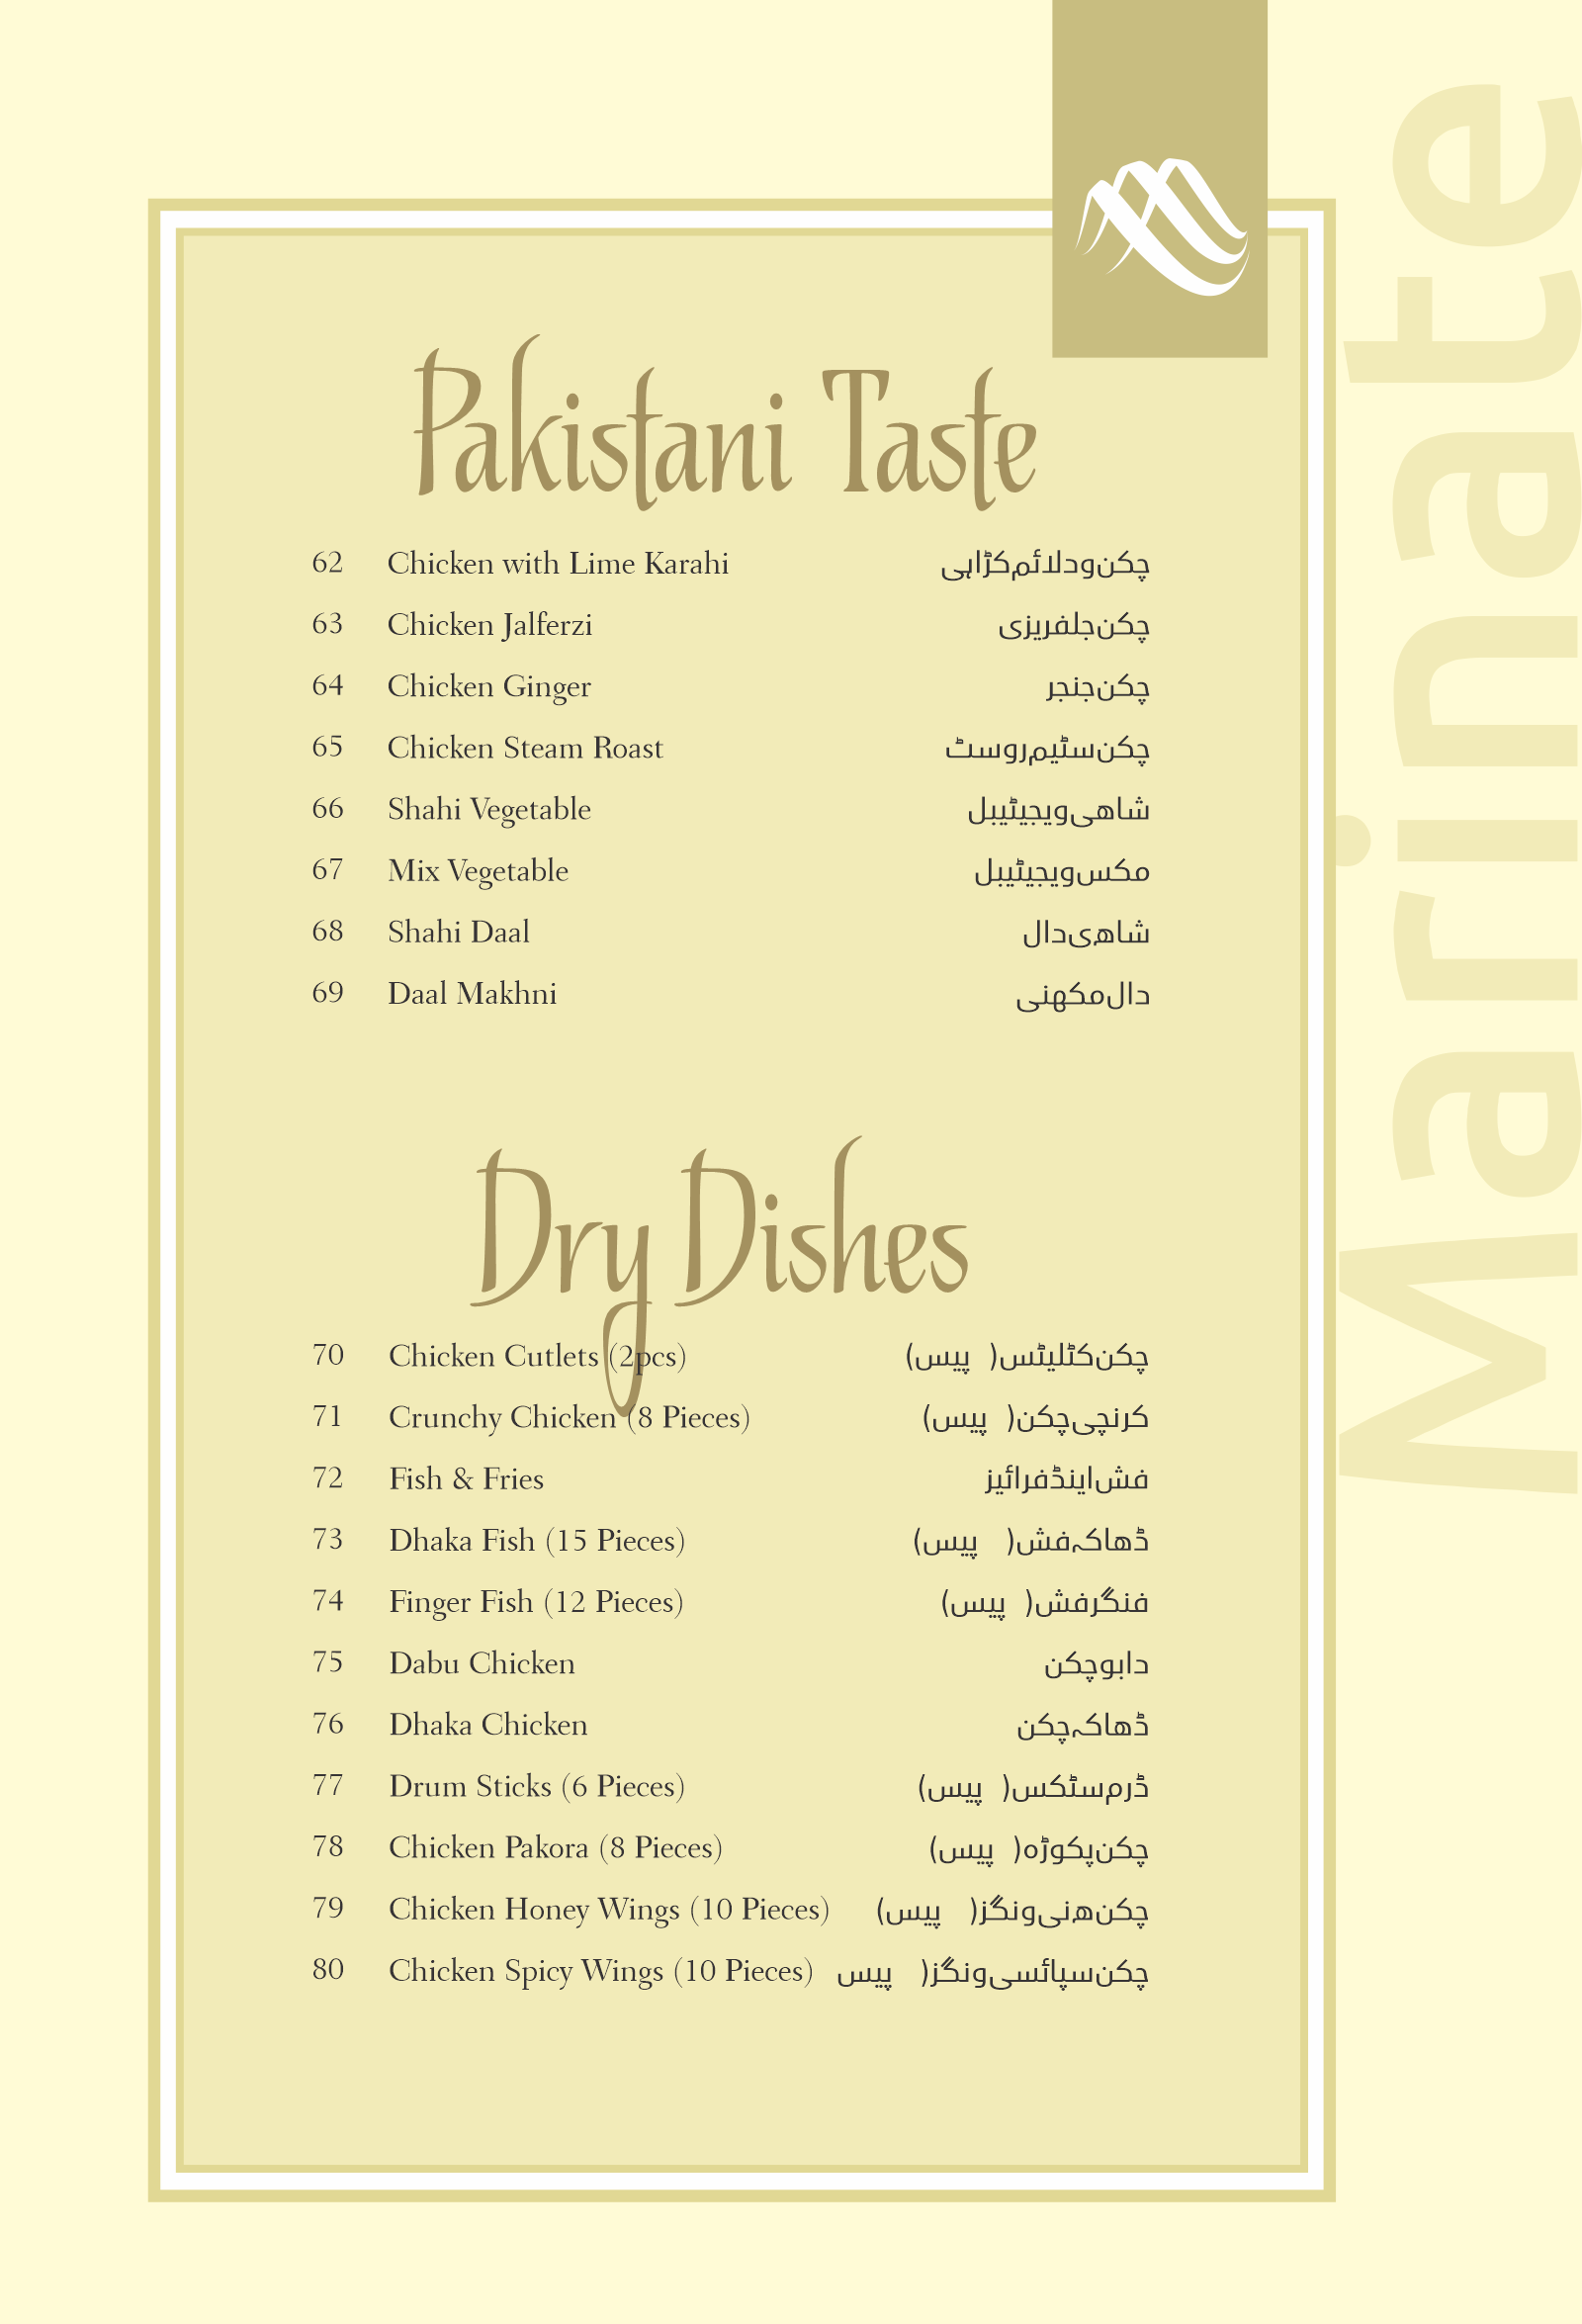 Marinate
Pakistani Taste
62 Chicken with Lime Karahi چکن ود لائم کڑاہی
63 Chicken Jalferzi چکن جلفریزی
64 Chicken Ginger چکن جنجر
65 Chicken Steam Roast چکن سٹیم روسٹ
66 Shahi Vegetable شاھی ویجیٹیبل
67 Mix Vegetable مکس ویجیٹیبل
68 Shahi Daal شاھی دال
69 Daal Makhni دال مکھنی
Dry Dishes
70 Chicken Cutlets (2pcs) چکن کٹلیٹس ( پیس)
71 Crunchy Chicken (8 Pieces) کرنچی چکن ( پیس)
72 Fish & Fries فش اینڈ فرائیز
73 Dhaka Fish (15 Pieces) ڈھاکہ فش ( پیس)
74 Finger Fish (12 Pieces) فنگر فش ( پیس)
75 Dabu Chicken دابو چکن
76 Dhaka Chicken ڈھاکہ چکن
77 Drum Sticks (6 Pieces) ڈرم سٹکس ( پیس)
78 Chicken Pakora (8 Pieces) چکن پکوڑہ ( پیس)
79 Chicken Honey Wings (10 Pieces) چکن ھنی ونگز ( پیس)
80 Chicken Spicy Wings (10 Pieces) چکن سپائسی ونگز ( پیس